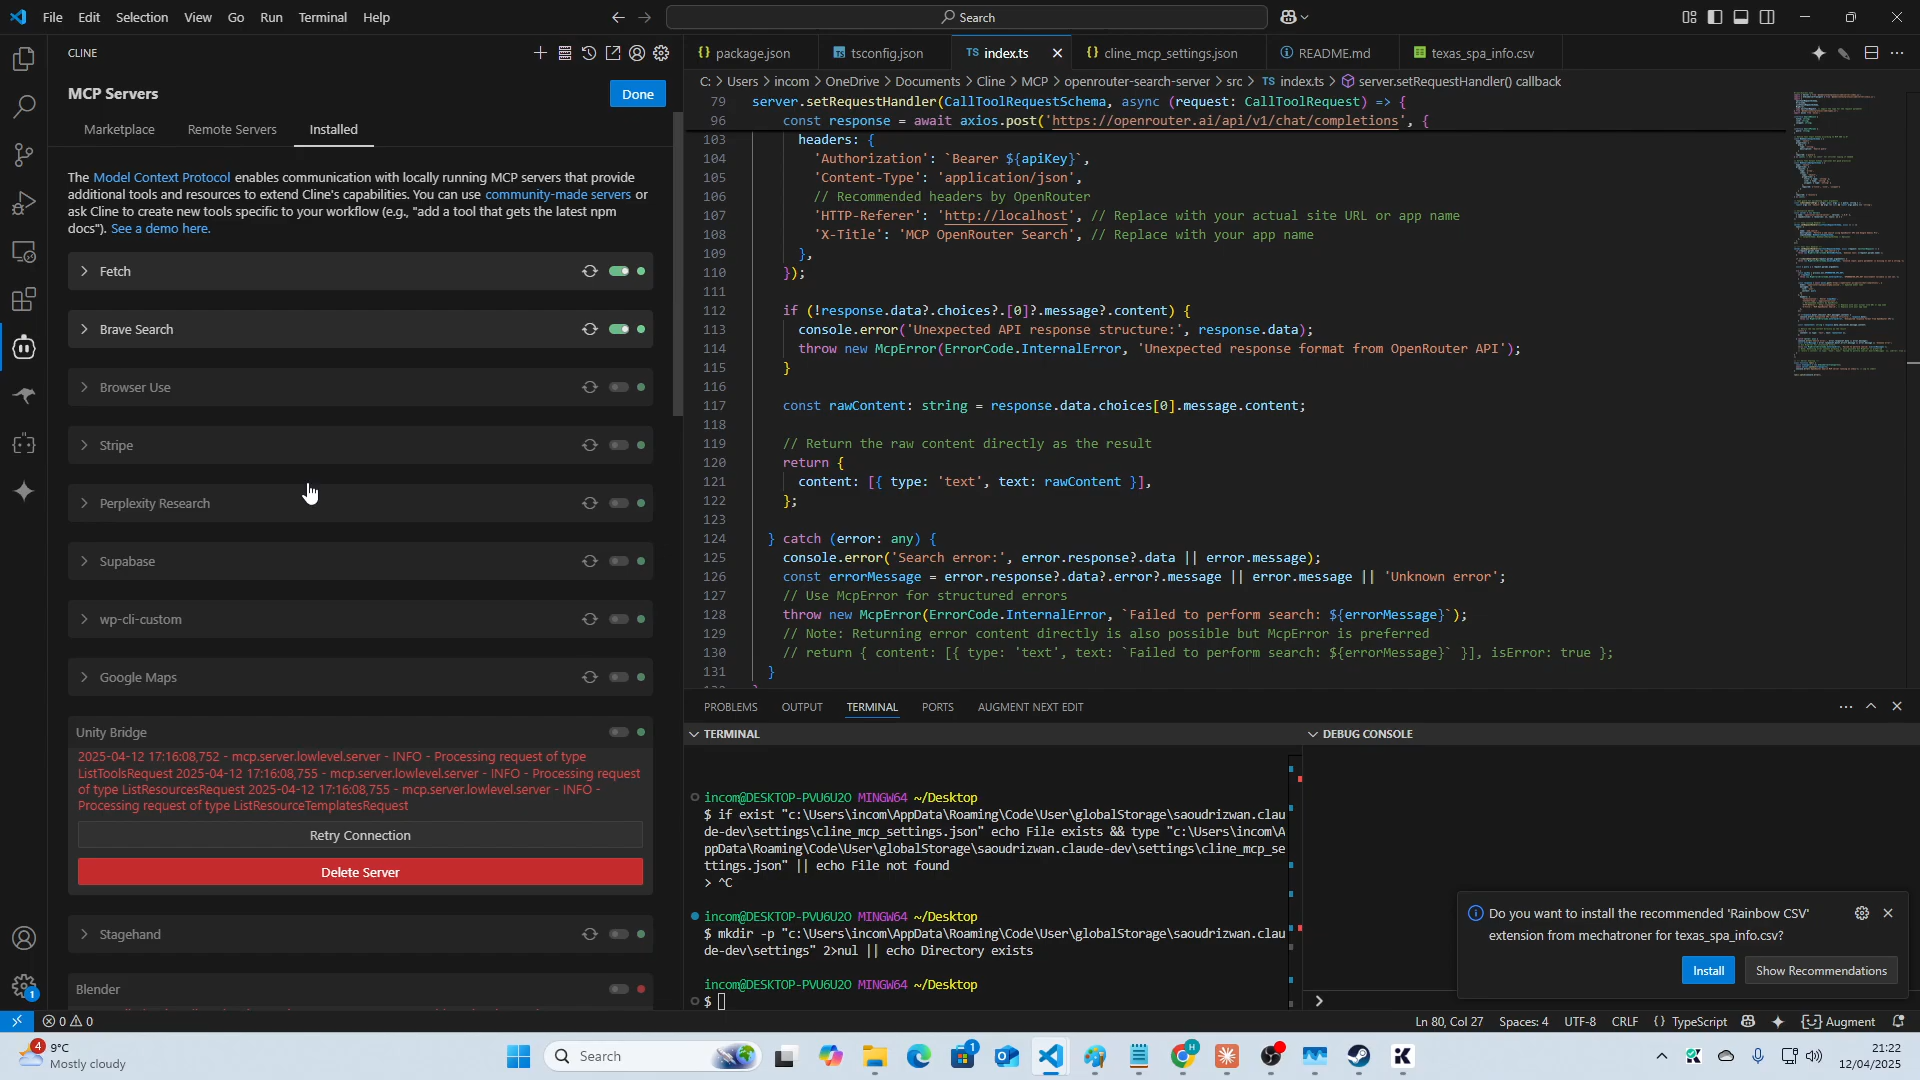 File Edit Selection View Go Run Terminal Help
Search
CLINE
MCP Servers
Done
Marketplace Remote Servers Installed
The Model Context Protocol enables communication with locally running MCP servers that provide
additional tools and resources to extend Cline's capabilities. You can use community-made servers or
ask Cline to create new tools specific to your workflow (e.g., "add a tool that gets the latest npm
docs"). See a demo here.
Fetch
Brave Search
Browser Use
Stripe
Perplexity Research
Supabase
wp-cli-custom
Google Maps
Unity Bridge
2025-04-12 17:16:08,752 - mcp.server.lowlevel.server - INFO - Processing request of type
ListToolsRequest 2025-04-12 17:16:08,755 - mcp.server.lowlevel.server - INFO - Processing request
of type ListResourcesRequest 2025-04-12 17:16:08,755 - mcp.server.lowlevel.server - INFO -
Processing request of type ListResourceTemplatesRequest
Retry Connection
Delete Server
Stagehand
Blender
{} package.json
TS tsconfig.json
TS index.ts
{} cline_mcp_settings.json
README.md
texas_spa_info.csv
C: > Users > incom > OneDrive > Documents > Cline > MCP > openrouter-search-server > src > TS index.ts > server.setRequestHandler() callback
79 server.setRequestHandler(CallToolRequestSchema, async (request: CallToolRequest) => {
96 const response = await axios.post('https://openrouter.ai/api/v1/chat/completions', {
103 headers: {
104 'Authorization': `Bearer ${apiKey}`,
105 'Content-Type': 'application/json',
106 // Recommended headers by OpenRouter
107 'HTTP-Referer': 'http://localhost', // Replace with your actual site URL or app name
108 'X-Title': 'MCP OpenRouter Search', // Replace with your app name
109 },
110 });
111
112 if (!response.data?.choices?.[0]?.message?.content) {
113 console.error('Unexpected API response structure:', response.data);
114 throw new McpError(ErrorCode.InternalError, 'Unexpected response format from OpenRouter API');
115 }
116
117 const rawContent: string = response.data.choices[0].message.content;
118
119 // Return the raw content directly as the result
120 return {
121 content: [{ type: 'text', text: rawContent }],
122 };
123
124 } catch (error: any) {
125 console.error('Search error:', error.response?.data || error.message);
126 const errorMessage = error.response?.data?.error?.message || error.message || 'Unknown error';
127 // Use McpError for structured errors
128 throw new McpError(ErrorCode.InternalError, `Failed to perform search: ${errorMessage}`);
129 // Note: Returning error content directly is also possible but McpError is preferred
130 // return { content: [{ type: 'text', text: `Failed to perform search: ${errorMessage}` }], isError: true };
131 }
PROBLEMS OUTPUT TERMINAL PORTS AUGMENT NEXT EDIT
TERMINAL
incom@DESKTOP-PVU6U2O MINGW64 ~/Desktop
$ if exist "c:\Users\incom\AppData\Roaming\Code\User\globalStorage\saoudrizwan.clau
de-dev\settings\cline_mcp_settings.json" echo File exists && type "c:\Users\incom\A
ppData\Roaming\Code\User\globalStorage\saoudrizwan.claude-dev\settings\cline_mcp_se
ttings.json" || echo File not found
> ^C
incom@DESKTOP-PVU6U2O MINGW64 ~/Desktop
$ mkdir -p "c:\Users\incom\AppData\Roaming\Code\User\globalStorage\saoudrizwan.clau
de-dev\settings" 2>nul || echo Directory exists
incom@DESKTOP-PVU6U2O MINGW64 ~/Desktop
$
DEBUG CONSOLE
Do you want to install the recommended 'Rainbow CSV'
extension from mechatroner for texas_spa_info.csv?
Install
Show Recommendations
1
0 0
Ln 80, Col 27 Spaces: 4 UTF-8 CRLF {} TypeScript Augment
4
9°C
Mostly cloudy
Search
1
21:22
12/04/2025